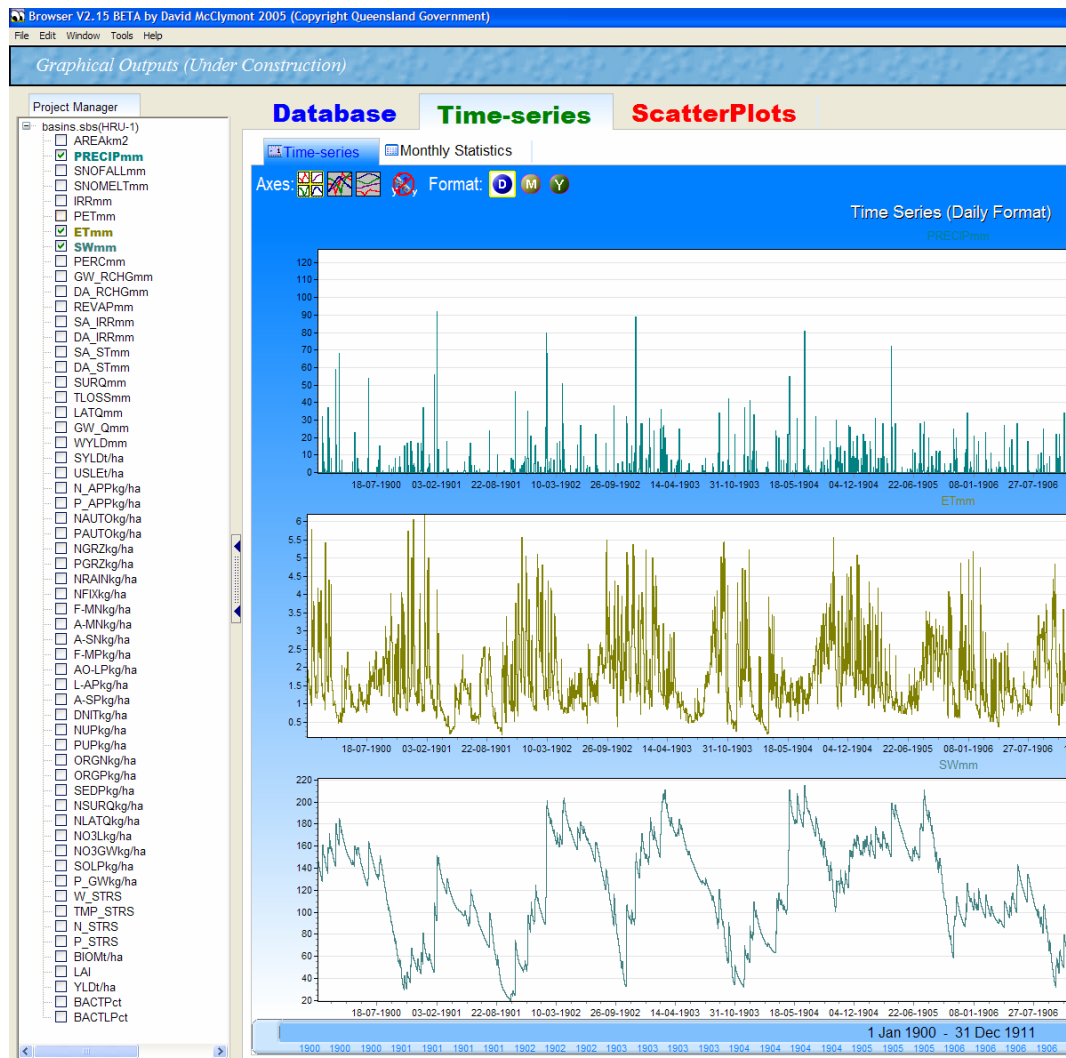 Browser V2.15 BETA by David McClymont 2005 (Copyright Queensland Government)
File Edit Window Tools Help
Graphical Outputs (Under Construction)
Project Manager
basins.sbs(HRU-1)
AREAkm2
PRECIPmm
SNOFALLmm
SNOMELTmm
IRRmm
PETmm
ETmm
SWmm
PERCmm
GW_RCHGmm
DA_RCHGmm
REVAPmm
SA_IRRmm
DA_IRRmm
SA_STmm
DA_STmm
SURQmm
TLOSSmm
LATQmm
GW_Qmm
WYLDmm
SYLDt/ha
USLEt/ha
N_APPkg/ha
P_APPkg/ha
NAUTOkg/ha
PAUTOkg/ha
NGRZkg/ha
PGRZkg/ha
NRAINkg/ha
NFIXkg/ha
F-MNkg/ha
A-MNkg/ha
A-SNkg/ha
F-MPkg/ha
AO-LPkg/ha
L-APkg/ha
A-SPkg/ha
DNITkg/ha
NUPkg/ha
PUPkg/ha
ORGNkg/ha
ORGPkg/ha
SEDPkg/ha
NSURQkg/ha
NLATQkg/ha
NO3Lkg/ha
NO3GWkg/ha
SOLPkg/ha
P_GWkg/ha
W_STRS
TMP_STRS
N_STRS
P_STRS
BIOMt/ha
LAI
YLDt/ha
BACTPct
BACTLPct
Database Time-series ScatterPlots
Time-series Monthly Statistics
Axes: Format: D M Y
Time Series (Daily Format)
PRECIPmm
120
110
100
90
80
70
60
50
40
30
20
10
0
18-07-1900 03-02-1901 22-08-1901 10-03-1902 26-09-1902 14-04-1903 31-10-1903 18-05-1904 04-12-1904 22-06-1905 08-01-1906 27-07-1906
ETmm
6
5.5
5
4.5
4
3.5
3
2.5
2
1.5
1
0.5
18-07-1900 03-02-1901 22-08-1901 10-03-1902 26-09-1902 14-04-1903 31-10-1903 18-05-1904 04-12-1904 22-06-1905 08-01-1906 27-07-1906
SWmm
220
200
180
160
140
120
100
80
60
40
20
18-07-1900 03-02-1901 22-08-1901 10-03-1902 26-09-1902 14-04-1903 31-10-1903 18-05-1904 04-12-1904 22-06-1905 08-01-1906 27-07-1906
1 Jan 1900 - 31 Dec 1911
1900 1900 1900 1901 1901 1901 1902 1902 1902 1903 1903 1903 1904 1904 1904 1904 1905 1905 1905 1906 1906 1906